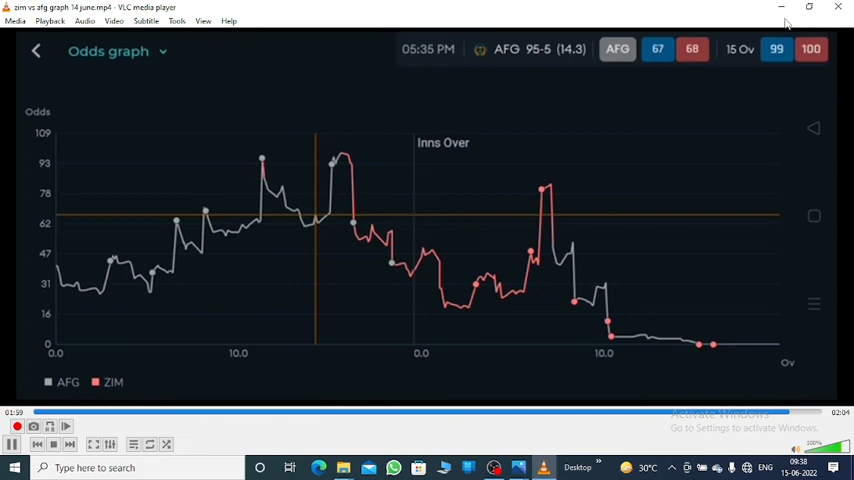 zim vs afg graph 14 june.mp4 - VLC media player
Media Playback Audio Video Subtitle Tools View Help
Odds graph
05:35 PM AFG 95-5 (14.3) AFG 67 68 15 Ov 99 100
Odds
109
Inns Over
93
78
62
47
31
16
0
0.0 10.0 0.0 10.0
Ov
AFG ZIM
01:59 02:04
Activate Windows
Go to Settings to activate Windows.
100%
Type here to search
Desktop
30°C
ENG
09:38
15-06-2022